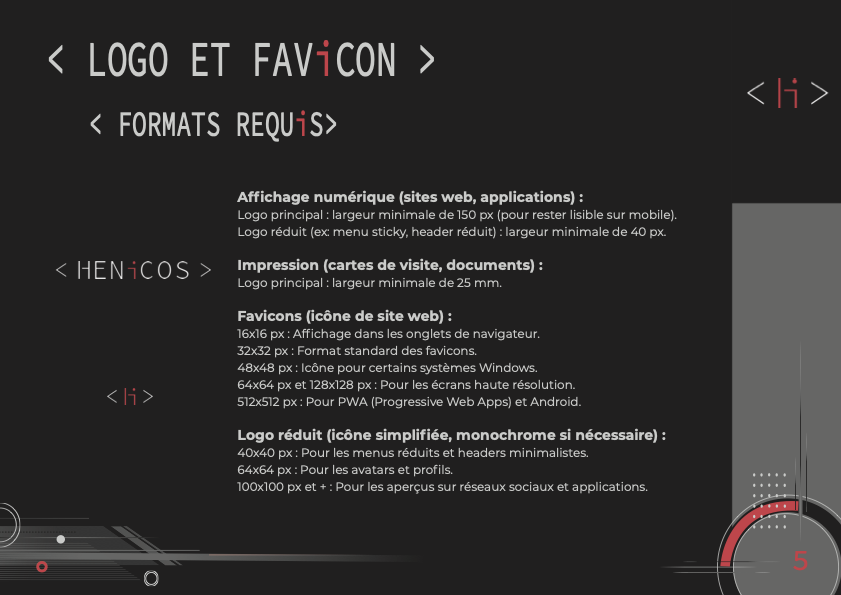 < LOGO ET FAViCON >
< |i >
< FORMATS REQUiS>
Affichage numérique (sites web, applications) :
Logo principal : largeur minimale de 150 px (pour rester lisible sur mobile).
Logo réduit (ex: menu sticky, header réduit) : largeur minimale de 40 px.
< HENiCOS >
Impression (cartes de visite, documents) :
Logo principal : largeur minimale de 25 mm.
Favicons (icône de site web) :
16x16 px : Affichage dans les onglets de navigateur.
32x32 px : Format standard des favicons.
48x48 px : Icône pour certains systèmes Windows.
64x64 px et 128x128 px : Pour les écrans haute résolution.
512x512 px : Pour PWA (Progressive Web Apps) et Android.
< |i >
Logo réduit (icône simplifiée, monochrome si nécessaire) :
40x40 px : Pour les menus réduits et headers minimalistes.
64x64 px : Pour les avatars et profils.
100x100 px et + : Pour les aperçus sur réseaux sociaux et applications.
5